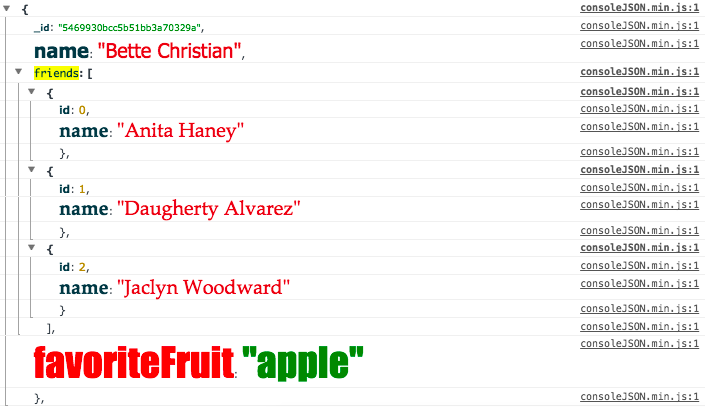 { consoleJSON.min.js:1
_id: "5469930bcc5b51bb3a70329a", consoleJSON.min.js:1
name: "Bette Christian", consoleJSON.min.js:1
friends: [ consoleJSON.min.js:1
{ consoleJSON.min.js:1
id: 0, consoleJSON.min.js:1
name: "Anita Haney" consoleJSON.min.js:1
}, consoleJSON.min.js:1
{ consoleJSON.min.js:1
id: 1, consoleJSON.min.js:1
name: "Daugherty Alvarez" consoleJSON.min.js:1
}, consoleJSON.min.js:1
{ consoleJSON.min.js:1
id: 2, consoleJSON.min.js:1
name: "Jaclyn Woodward" consoleJSON.min.js:1
} consoleJSON.min.js:1
], consoleJSON.min.js:1
favoriteFruit: "apple" consoleJSON.min.js:1
}, consoleJSON.min.js:1